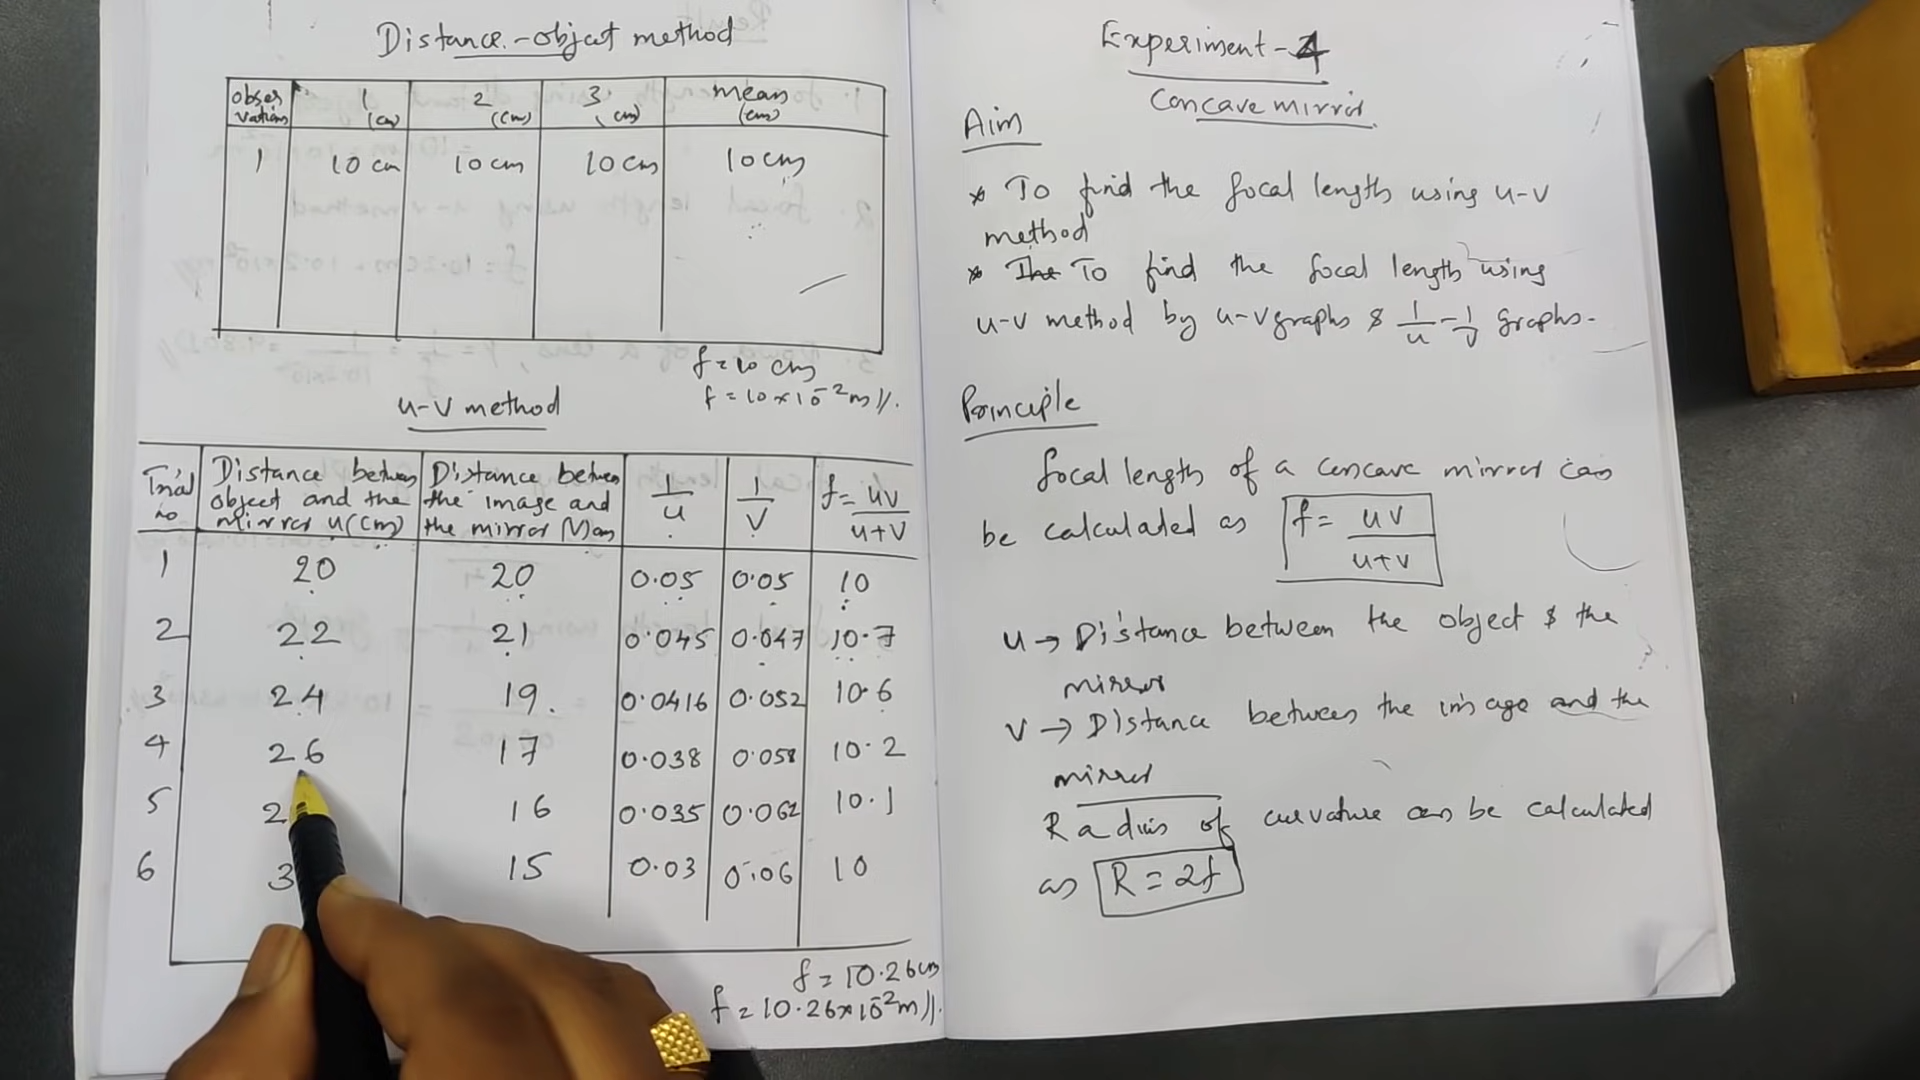 Distance-object method
obser
vations 1 (cm) 2 (cm) 3 (cm) mean (cm)
1 10 cm 10 cm 10 cm 10 cm
f = 10 cm
f = 10 × 10⁻² m //.
u-v method
Trial no Distance between object and the mirror u(cm) Distance between the image and the mirror (V)cm 1/u 1/v f = uv/u+v
1 20 20 0.05 0.05 10
2 22 21 0.045 0.047 10.7
3 24 19. 0.0416 0.052 10.6
4 26 17 0.038 0.058 10.2
5 2 16 0.035 0.062 10.1
6 3 15 0.03 0.06 10
f = 10.26cm
f = 10.26×10⁻²m //.
Experiment-4
Concave mirror
Aim
* To find the focal length using u-v
method
* To find the focal length using
u-v method by u-v graphs & 1/u-1/v graphs.
Principle
focal length of a concave mirror can
be calculated as f = uv/u+v
u → Distance between the object & the
mirror
v → Distance between the image and the
mirror
Radius of curvature can be calculated
as R = 2f